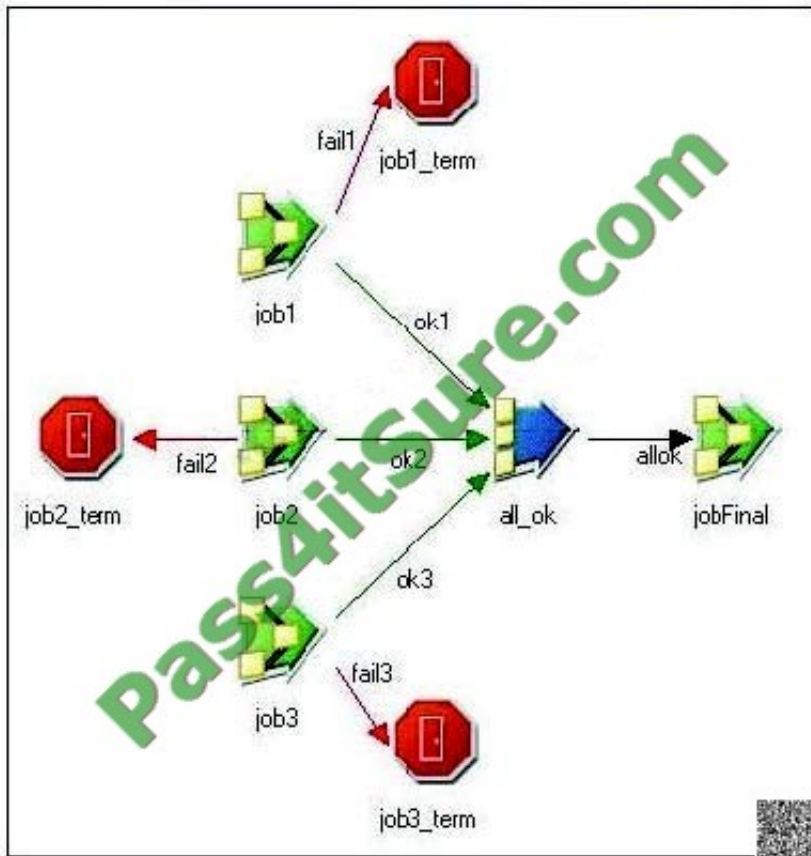 fail1
job1_term
job1
ok1
fail2
ok2
allok
job2_term
job2
all_ok
jobFinal
ok3
fail3
job3
job3_term
Pass4itSure.com